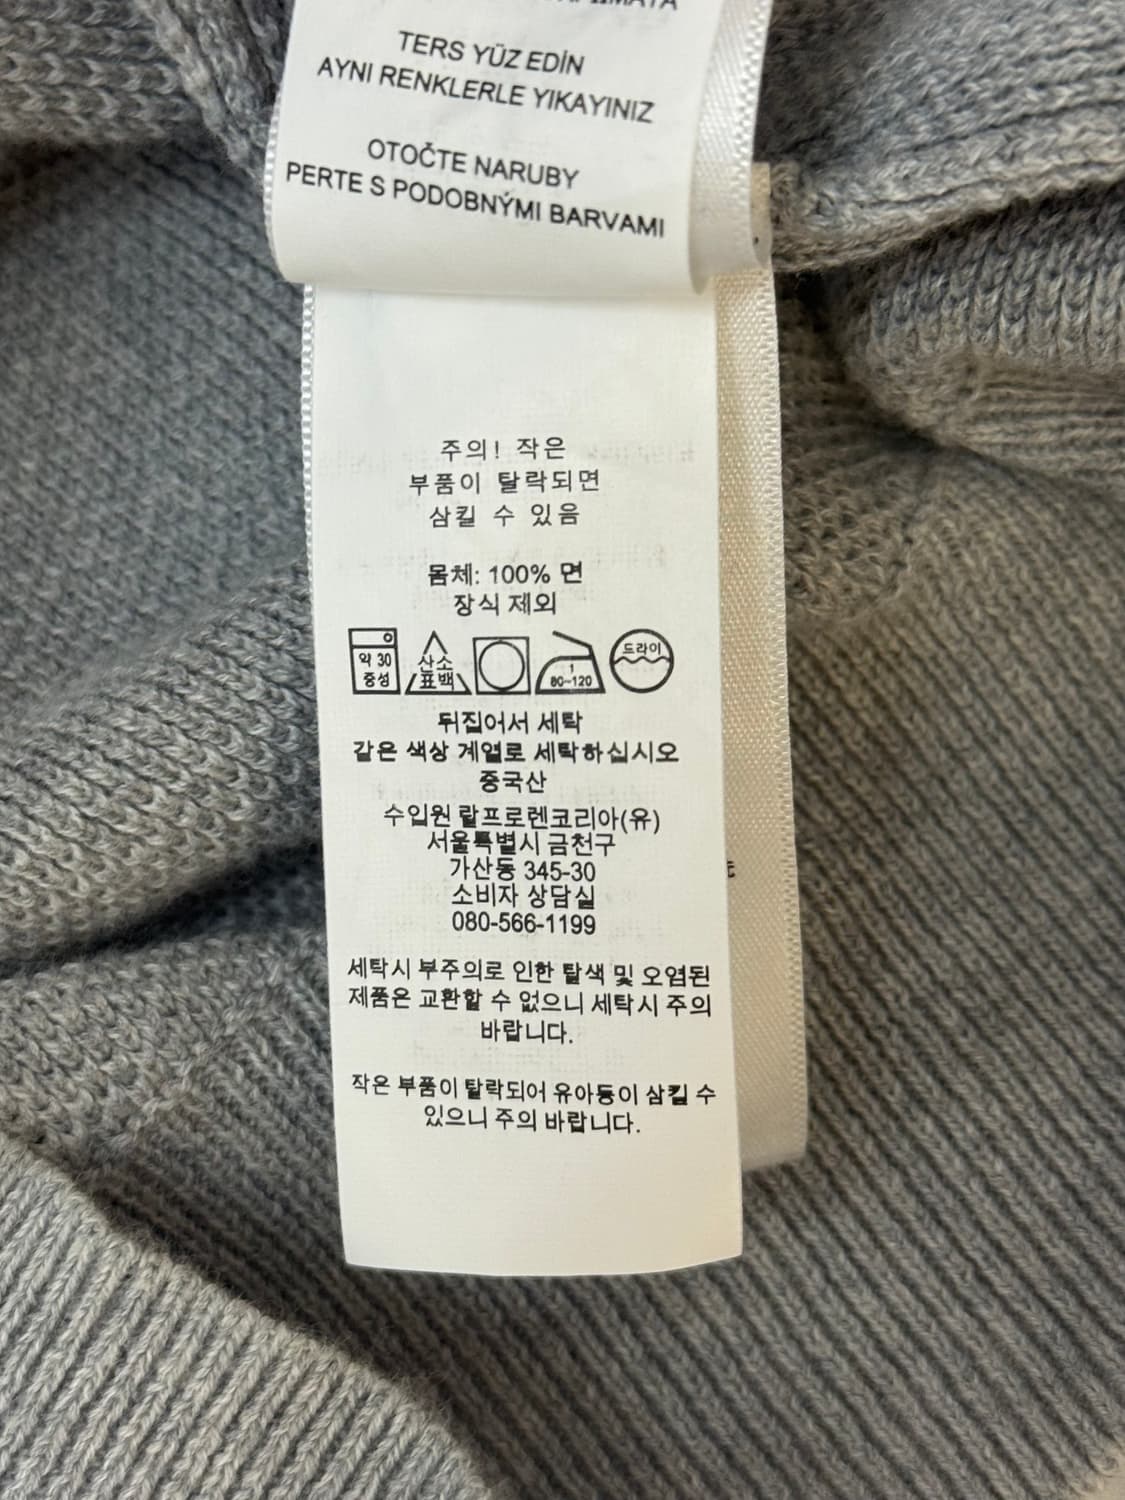 TERS YÜZ EDİN
AYNI RENKLERLE YIKAYINIZ
OTOČTE NARUBY
PERTE S PODOBNÝMI BARVAMI
주의! 작은
부품이 탈락되면
삼킬 수 있음
몸체: 100% 면
장식 제외
약 30
중성
산소
표백
1
80~120
드라이
뒤집어서 세탁
같은 색상 계열로 세탁하십시오
중국산
수입원 랄프로렌코리아(유)
서울특별시 금천구
가산동 345-30
소비자 상담실
080-566-1199
세탁시 부주의로 인한 탈색 및 오염된
제품은 교환할 수 없으니 세탁시 주의
바랍니다.
작은 부품이 탈락되어 유아등이 삼킬 수
있으니 주의 바랍니다.